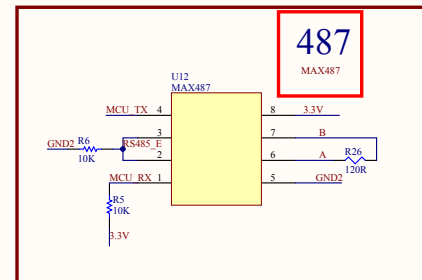 487
MAX487
U12
MAX487
MCU_TX 4
8 3.3V
3
7 B
GND2 R6 RS485_E
10K
2
6 A R26
120R
MCU_RX 1
5 GND2
R5
10K
3.3V